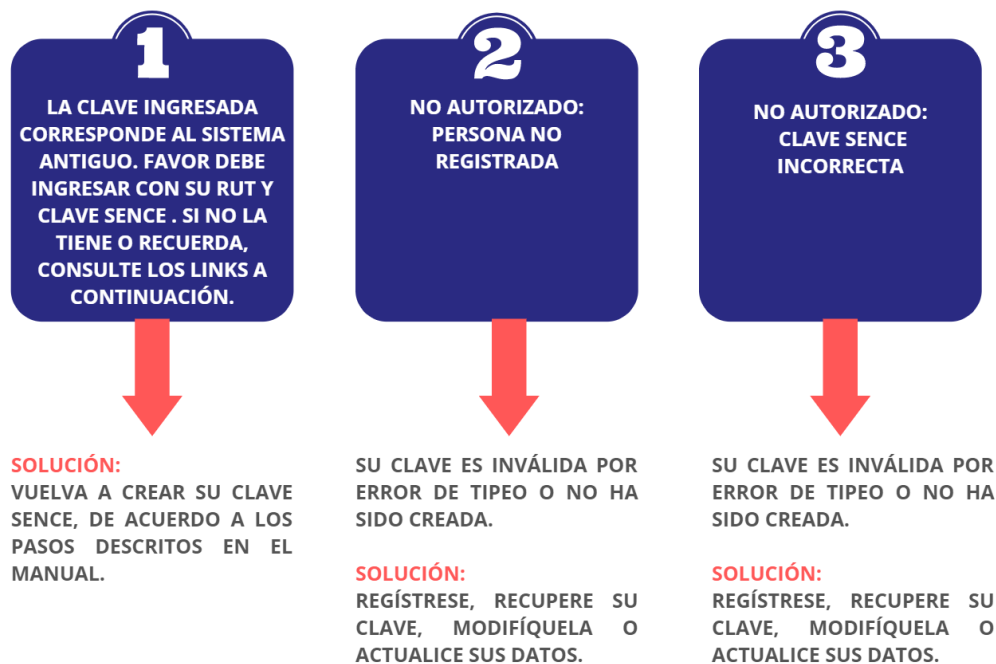 1
LA CLAVE INGRESADA
CORRESPONDE AL SISTEMA
ANTIGUO. FAVOR DEBE
INGRESAR CON SU RUT Y
CLAVE SENCE . SI NO LA
TIENE O RECUERDA,
CONSULTE LOS LINKS A
CONTINUACIÓN.
SOLUCIÓN:
VUELVA A CREAR SU CLAVE
SENCE, DE ACUERDO A LOS
PASOS DESCRITOS EN EL
MANUAL.
2
NO AUTORIZADO:
PERSONA NO
REGISTRADA
SU CLAVE ES INVÁLIDA POR
ERROR DE TIPEO O NO HA
SIDO CREADA.
SOLUCIÓN:
REGÍSTRESE, RECUPERE SU
CLAVE, MODIFÍQUELA O
ACTUALICE SUS DATOS.
3
NO AUTORIZADO:
CLAVE SENCE
INCORRECTA
SU CLAVE ES INVÁLIDA POR
ERROR DE TIPEO O NO HA
SIDO CREADA.
SOLUCIÓN:
REGÍSTRESE, RECUPERE SU
CLAVE, MODIFÍQUELA O
ACTUALICE SUS DATOS.